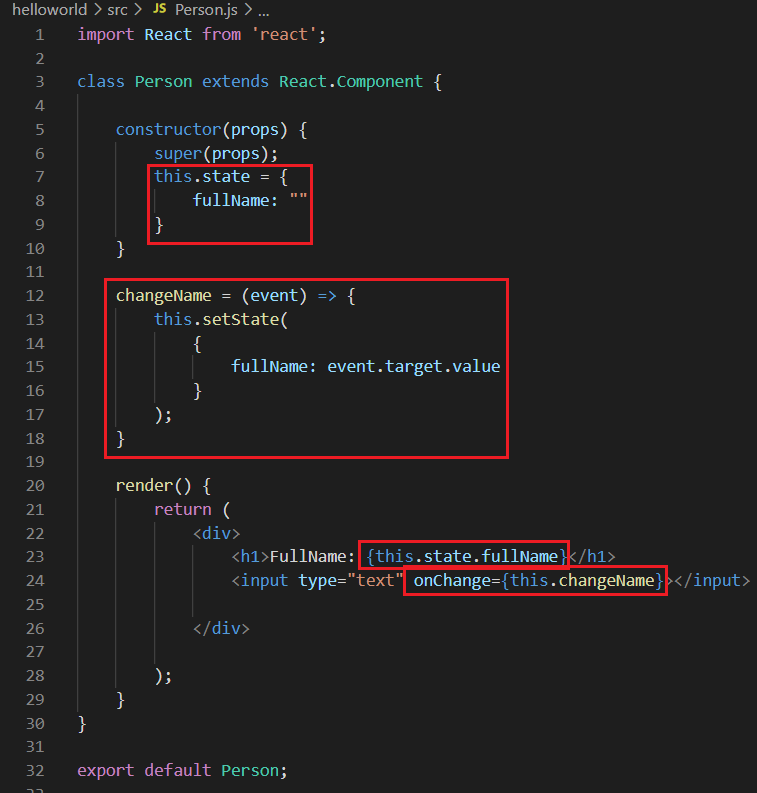 helloworld > src > JS Person.js > ...
1 import React from 'react';
2
3 class Person extends React.Component {
4
5     constructor(props) {
6         super(props);
7         this.state = {
8             fullName: ""
9         }
10     }
11
12     changeName = (event) => {
13         this.setState(
14             {
15                 fullName: event.target.value
16             }
17         );
18     }
19
20     render() {
21         return (
22             <div>
23                 <h1>FullName: {this.state.fullName}</h1>
24                 <input type="text" onChange={this.changeName}></input>
25
26             </div>
27
28         );
29     }
30 }
31
32 export default Person;
33